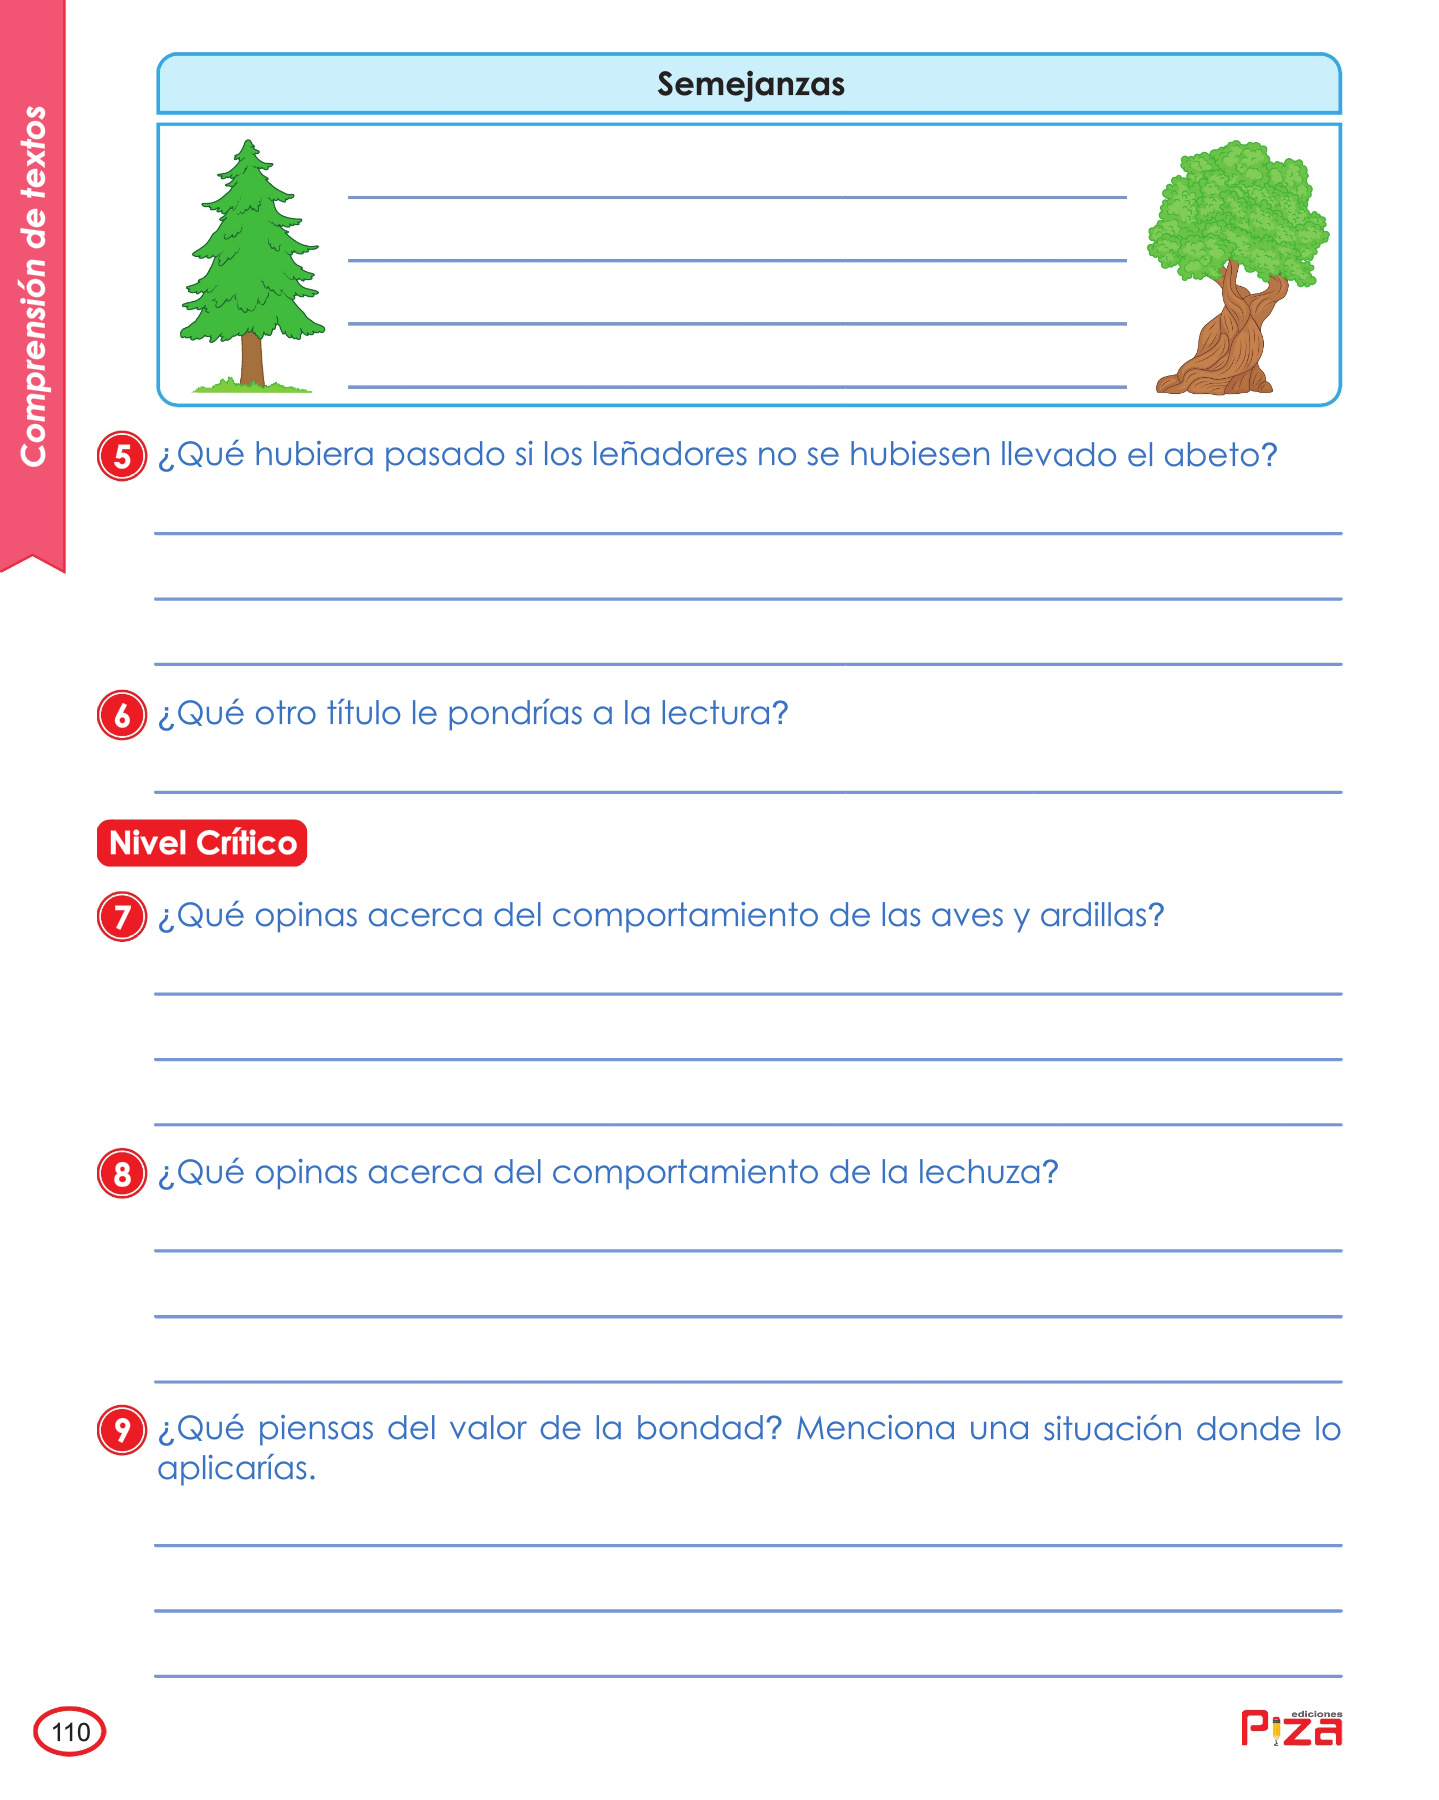 Comprensión de textos
Semejanzas
5 ¿Qué hubiera pasado si los leñadores no se hubiesen llevado el abeto?
6 ¿Qué otro título le pondrías a la lectura?
Nivel Crítico
7 ¿Qué opinas acerca del comportamiento de las aves y ardillas?
8 ¿Qué opinas acerca del comportamiento de la lechuza?
9 ¿Qué piensas del valor de la bondad? Menciona una situación donde lo
aplicarías.
110
ediciones
Piza